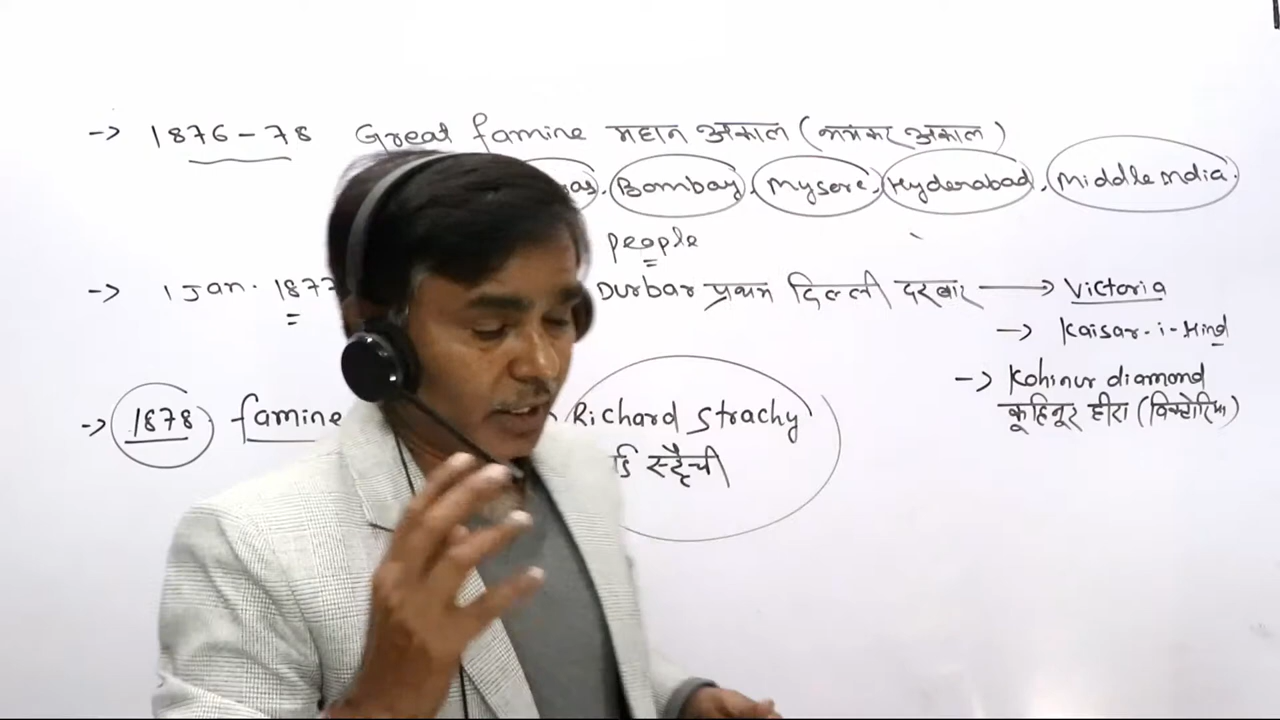 -> 1876-78 Great famine महान अकाल (भयंकर अकाल)
Bombay, Mysore, Hyderabad, Middle India.
people
-> 1 Jan. 1877 Durbar प्रथम दिल्ली दरबार -> Victoria
-> Kaisar-i-Hind
-> Kohinur diamond
कूहिनूर हीरा (विक्टोरिया)
-> 1878 famine Richard Strachy
स्ट्रैची